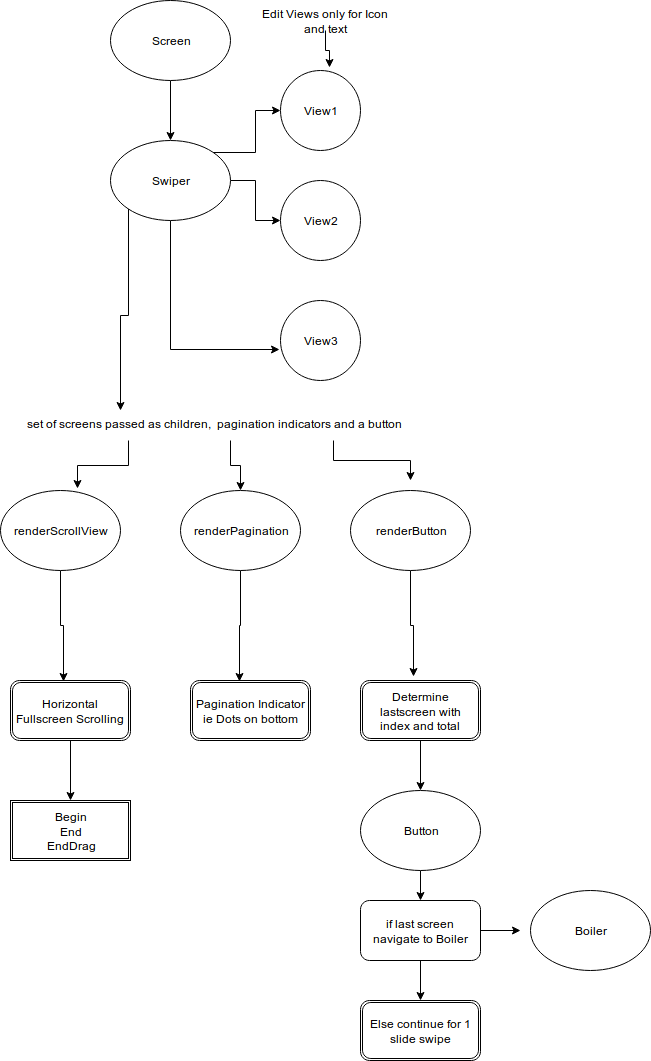 Edit Views only for Icon
and text
Screen
View1
Swiper
View2
View3
set of screens passed as children, pagination indicators and a button
renderScrollView
renderPagination
renderButton
Horizontal
Fullscreen Scrolling
Pagination Indicator
ie Dots on bottom
Determine
lastscreen with
index and total
Begin
End
EndDrag
Button
if last screen
navigate to Boiler
Boiler
Else continue for 1
slide swipe